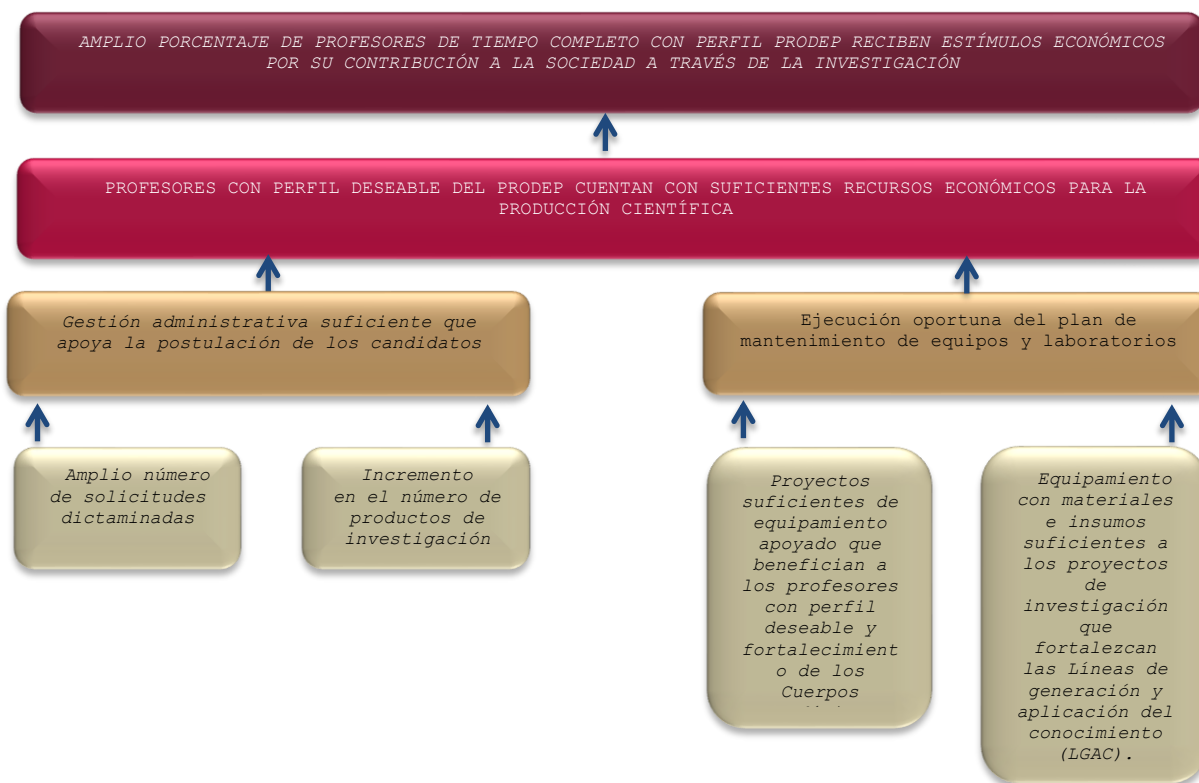 AMPLIO PORCENTAJE DE PROFESORES DE TIEMPO COMPLETO CON PERFIL PRODEP RECIBEN ESTÍMULOS ECONÓMICOS
POR SU CONTRIBUCIÓN A LA SOCIEDAD A TRAVÉS DE LA INVESTIGACIÓN
PROFESORES CON PERFIL DESEABLE DEL PRODEP CUENTAN CON SUFICIENTES RECURSOS ECONÓMICOS PARA LA
PRODUCCIÓN CIENTÍFICA
Gestión administrativa suficiente que
apoya la postulación de los candidatos
Ejecución oportuna del plan de
mantenimiento de equipos y laboratorios
Amplio número
de solicitudes
dictaminadas
Incremento
en el número de
productos de
investigación
Proyectos
suficientes de
equipamiento
apoyado que
benefician a
los profesores
con perfil
deseable y
fortalecimient
o de los
Cuerpos
Equipamiento
con materiales
e insumos
suficientes a
los proyectos
de
investigación
que
fortalezcan
las Líneas de
generación y
aplicación del
conocimiento
(LGAC).